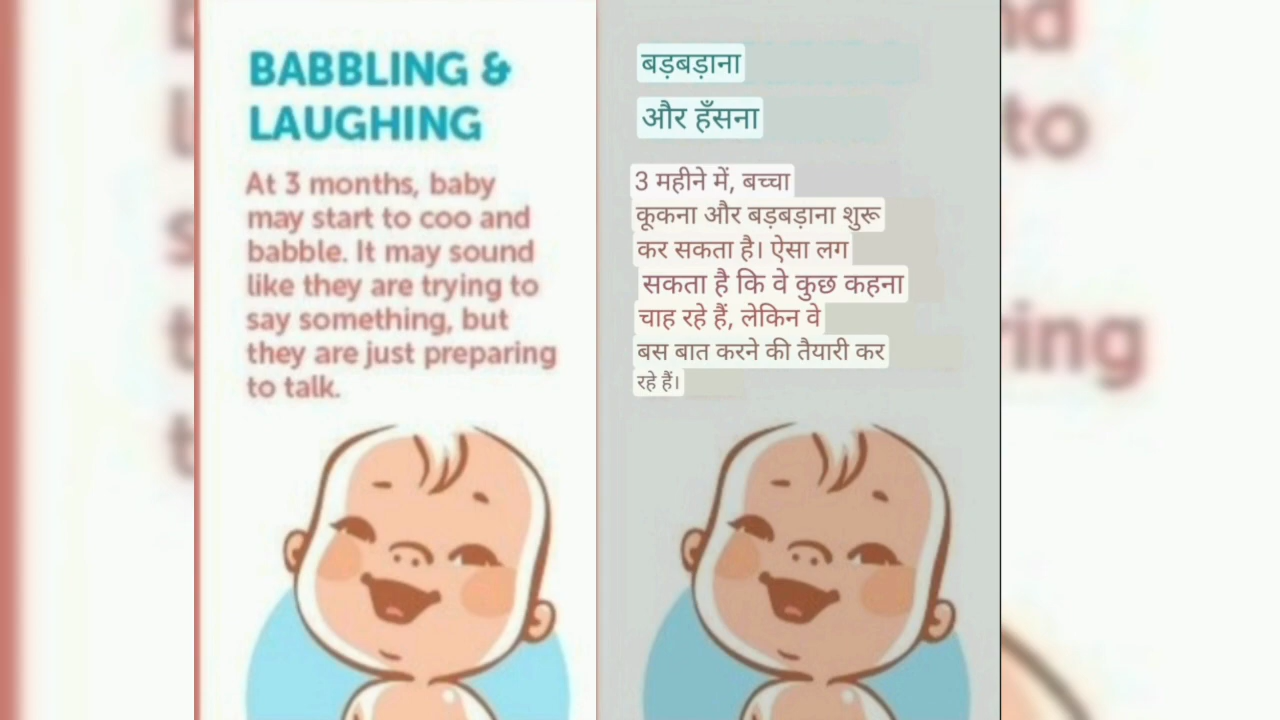 BABBLING &
LAUGHING
At 3 months, baby
may start to coo and
babble. It may sound
like they are trying to
say something, but
they are just preparing
to talk.
बड़बड़ाना
और हँसना
3 महीने में, बच्चा
कूकना और बड़बड़ाना शुरू
कर सकता है। ऐसा लग
सकता है कि वे कुछ कहना
चाह रहे हैं, लेकिन वे
बस बात करने की तैयारी कर
रहे हैं।